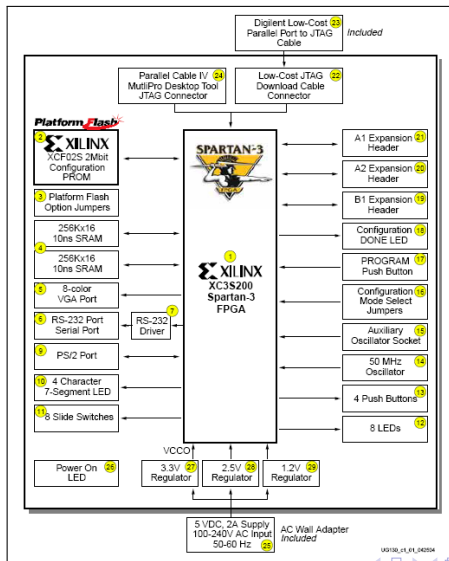 Digilent Low-Cost 23
Parallel Port to JTAG
Cable
Included
Parallel Cable IV 24
MutliPro Desktop Tool
JTAG Connector
Low-Cost JTAG 22
Download Cable
Connector
Platform Flash
2 XILINX
XCF02S 2Mbit
Configuration
PROM
3 Platform Flash
Option Jumpers
256Kx16
10ns SRAM
4
256Kx16
10ns SRAM
5 8-color
VGA Port
6 RS-232 Port
Serial Port
7
RS-232
Driver
9 PS/2 Port
10 4 Character
7-Segment LED
11 8 Slide Switches
SPARTAN-3
FPGA
1
XILINX
XC3S200
Spartan-3
FPGA
A1 Expansion 21
Header
A2 Expansion 20
Header
B1 Expansion 19
Header
Configuration 18
DONE LED
PROGRAM 17
Push Button
Configuration 16
Mode Select
Jumpers
Auxiliary 15
Oscillator Socket
50 MHz 14
Oscillator
4 Push Buttons 13
8 LEDs 12
VCCO
Power On 26
LED
3.3V 27
Regulator
2.5V 28
Regulator
1.2V 29
Regulator
5 VDC, 2A Supply
100-240V AC Input
50-60 Hz 25
AC Wall Adapter
Included
UG130_c1_01_042504